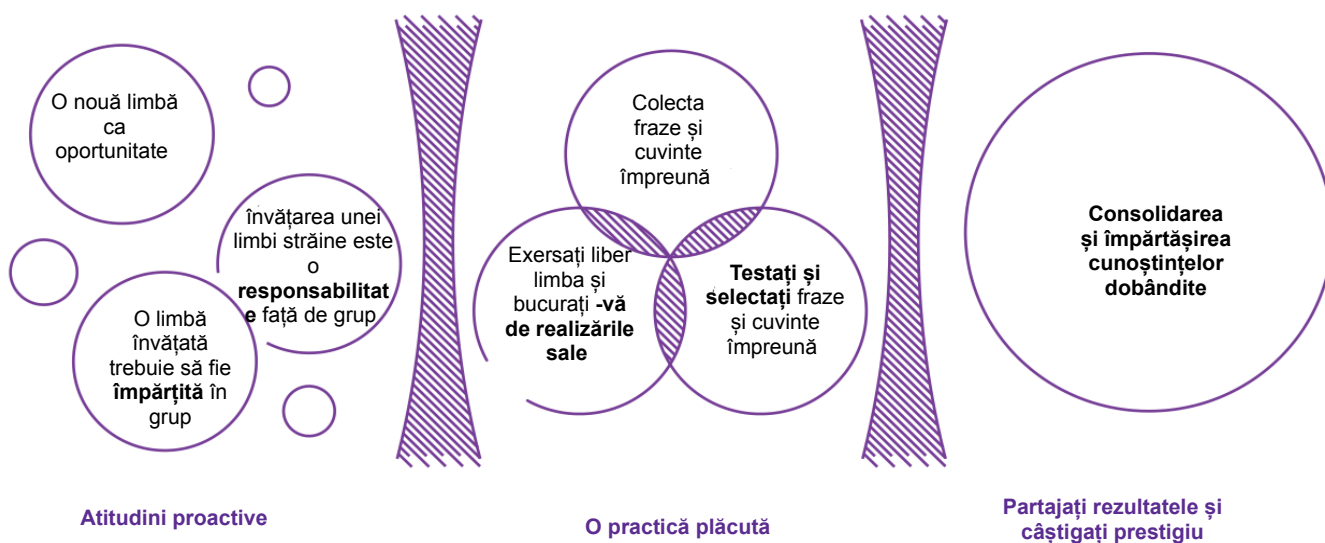 O nouă limbă
ca
oportunitate
învățarea unei
limbi străine este
o
responsabilitat
e față de grup
O limbă
învățată
trebuie să fie
împărțită în
grup
Atitudini proactive
Colecta
fraze și
cuvinte
împreună
Exersați liber
limba și
bucurați -vă
de realizările
sale
Testați și
selectați fraze
și cuvinte
împreună
O practică plăcută
Consolidarea
și împărtășirea
cunoștințelor
dobândite
Partajați rezultatele și
câștigați prestigiu